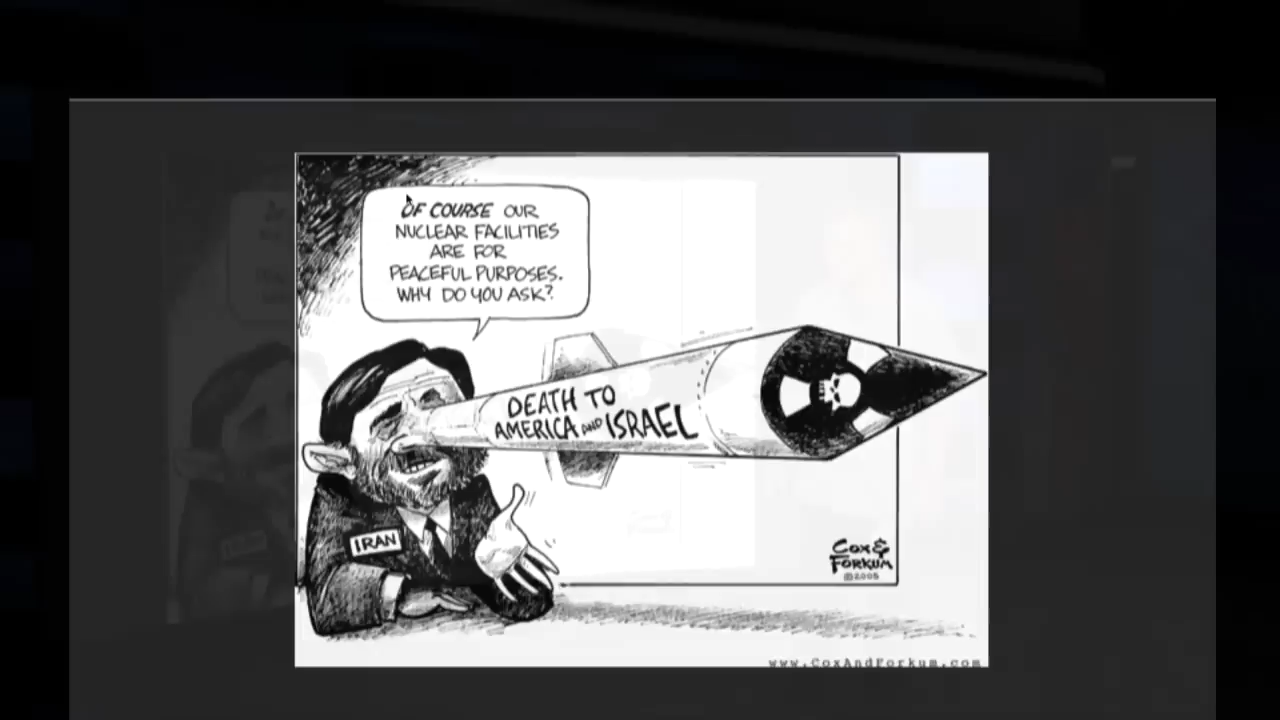 OF COURSE OUR
NUCLEAR FACILITIES
ARE FOR
PEACEFUL PURPOSES.
WHY DO YOU ASK?
DEATH TO
AMERICA AND ISRAEL
IRAN
COX &
FORKUM
©2005
www.CoxAndForkum.com